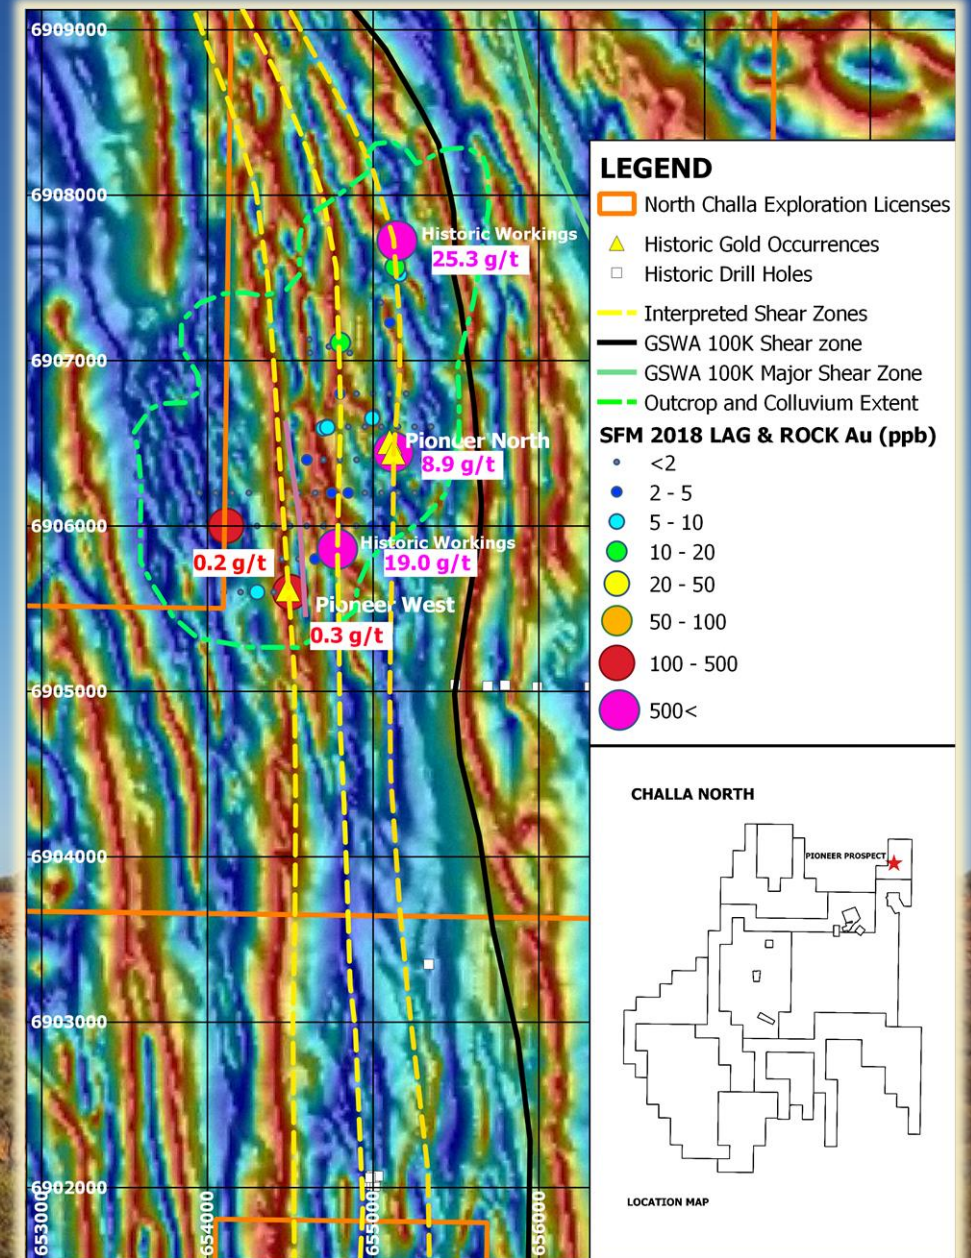 6909000
6908000
6907000
6906000
6905000
6904000
6903000
6902000
653000
654000
655000
656000
Historic Workings
25.3 g/t
Pioneer North
8.9 g/t
Historic Workings
19.0 g/t
0.2 g/t
Pioneer West
0.3 g/t
LEGEND
North Challa Exploration Licenses
Historic Gold Occurrences
Historic Drill Holes
Interpreted Shear Zones
GSWA 100K Shear zone
GSWA 100K Major Shear Zone
Outcrop and Colluvium Extent
SFM 2018 LAG & ROCK Au (ppb)
<2
2 - 5
5 - 10
10 - 20
20 - 50
50 - 100
100 - 500
500<
CHALLA NORTH
PIONEER PROSPECT
LOCATION MAP